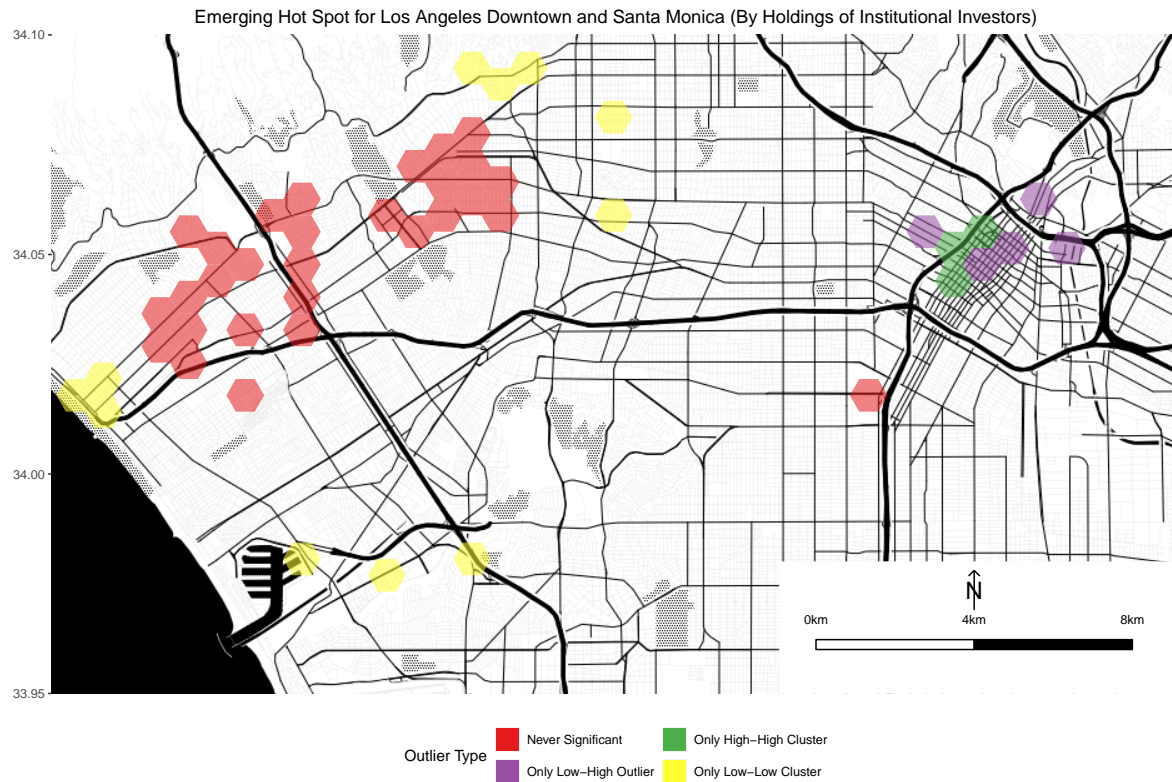 Emerging Hot Spot for Los Angeles Downtown and Santa Monica (By Holdings of Institutional Investors)
34.10
34.05
34.00
33.95
N
0km 4km 8km
Outlier Type
Never Significant
Only Low−High Outlier
Only High−High Cluster
Only Low−Low Cluster